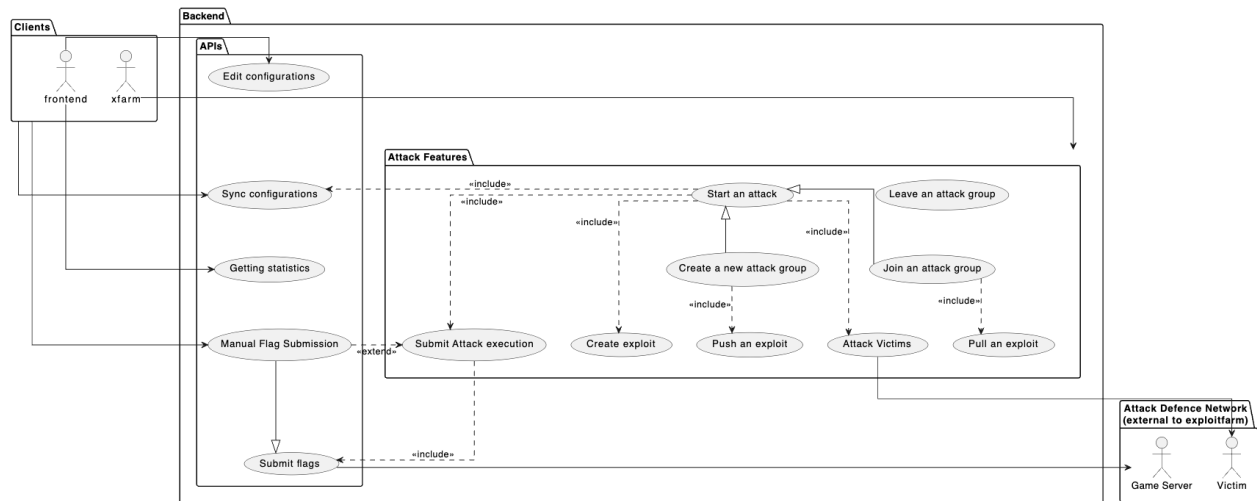 Backend
Clients
APIs
Edit configurations
frontend
xfarm
Attack Features
«include»
Sync configurations
Start an attack
Leave an attack group
«include»
«include»
«include»
Getting statistics
Create a new attack group
Join an attack group
«include»
«include»
Manual Flag Submission
«extend»
Submit Attack execution
Create exploit
Push an exploit
Attack Victims
Pull an exploit
Attack Defence Network
(external to exploitfarm)
«include»
Submit flags
Game Server
Victim